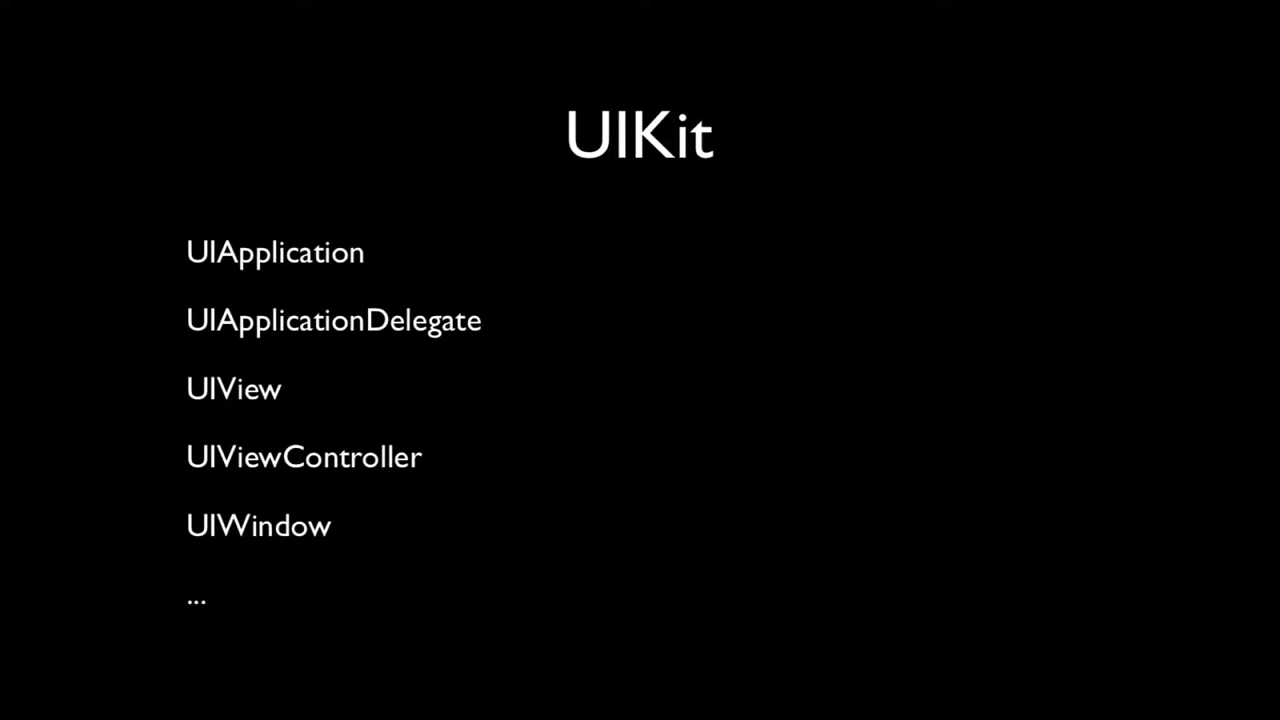 UIKit
UIApplication
UIApplicationDelegate
UIView
UIViewController
UIWindow
...